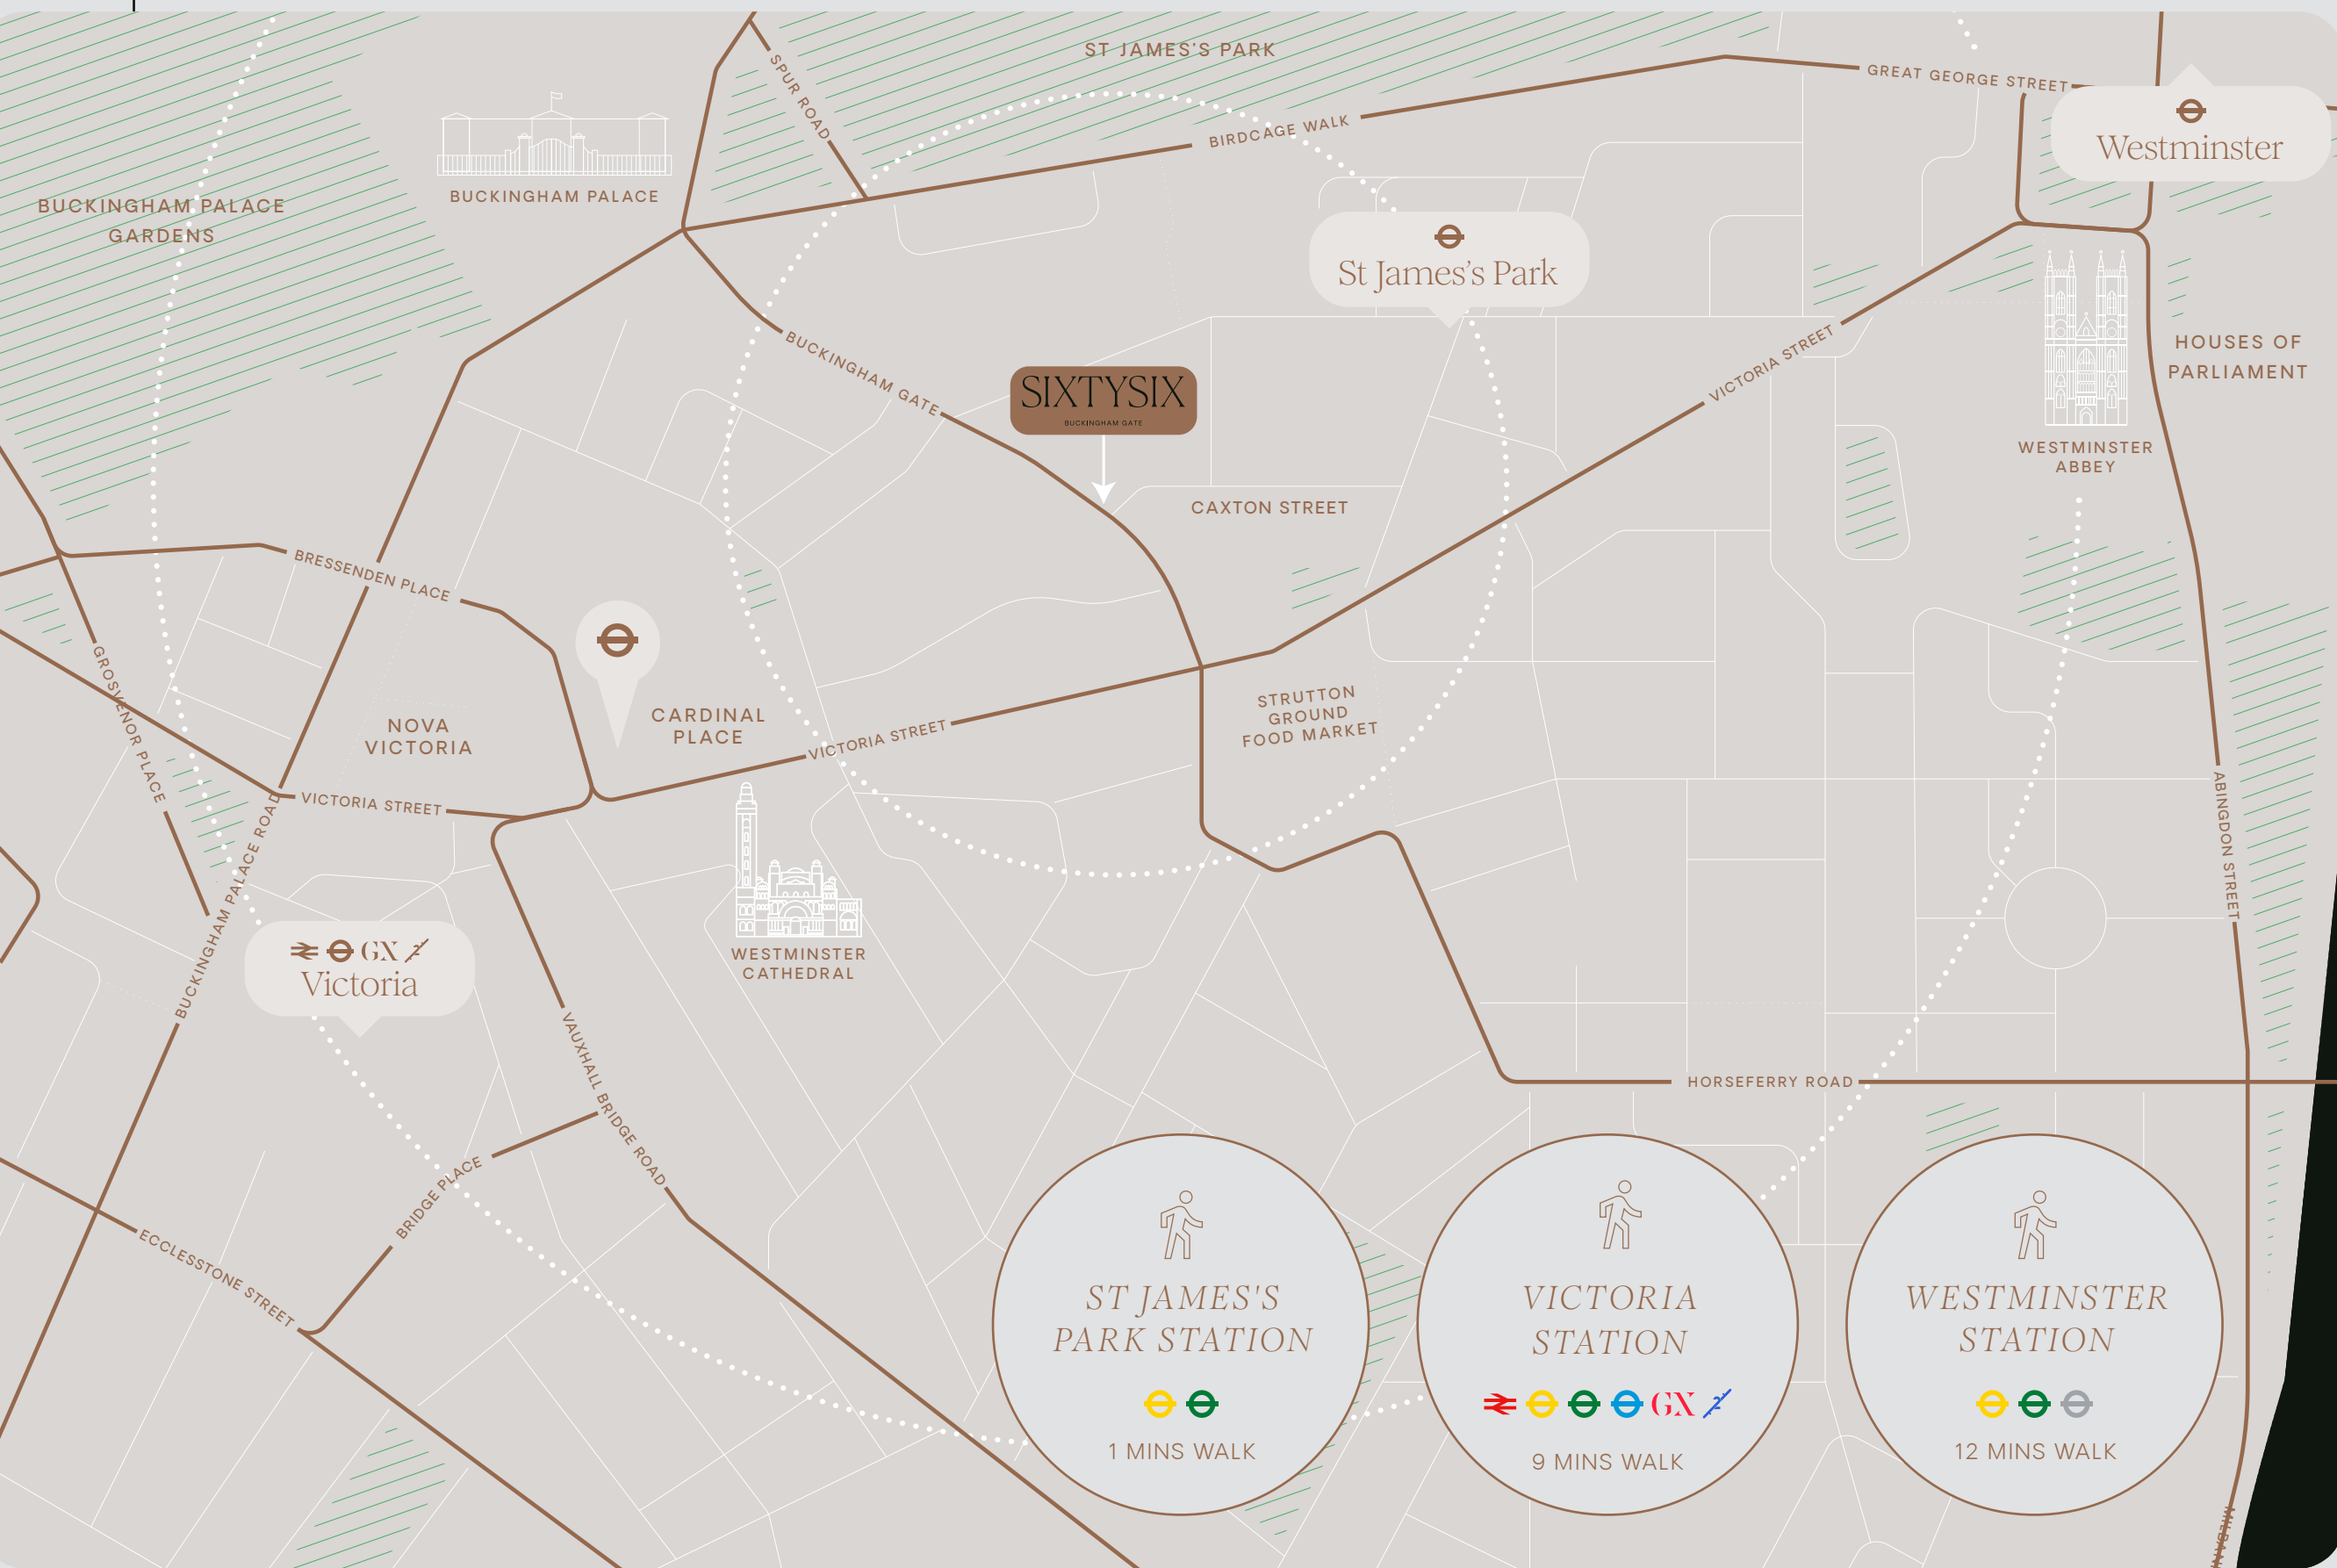 ST JAMES'S PARK
SPUR ROAD
BIRDCAGE WALK
GREAT GEORGE STREET
Westminster
BUCKINGHAM PALACE
BUCKINGHAM PALACE
GARDENS
St James's Park
BUCKINGHAM GATE
SIXTYSIX
BUCKINGHAM GATE
VICTORIA STREET
HOUSES OF
PARLIAMENT
WESTMINSTER
ABBEY
CAXTON STREET
BRESSENDEN PLACE
GROSVENOR PLACE
NOVA
VICTORIA
CARDINAL
PLACE
VICTORIA STREET
STRUTTON
GROUND
FOOD MARKET
VICTORIA STREET
ABINGDON STREET
BUCKINGHAM PALACE ROAD
GX
Victoria
WESTMINSTER
CATHEDRAL
VAUXHALL BRIDGE ROAD
HORSEFERRY ROAD
BRIDGE PLACE
ECCLESSTONE STREET
ST JAMES'S
PARK STATION
1 MINS WALK
VICTORIA
STATION
GX
9 MINS WALK
WESTMINSTER
STATION
12 MINS WALK